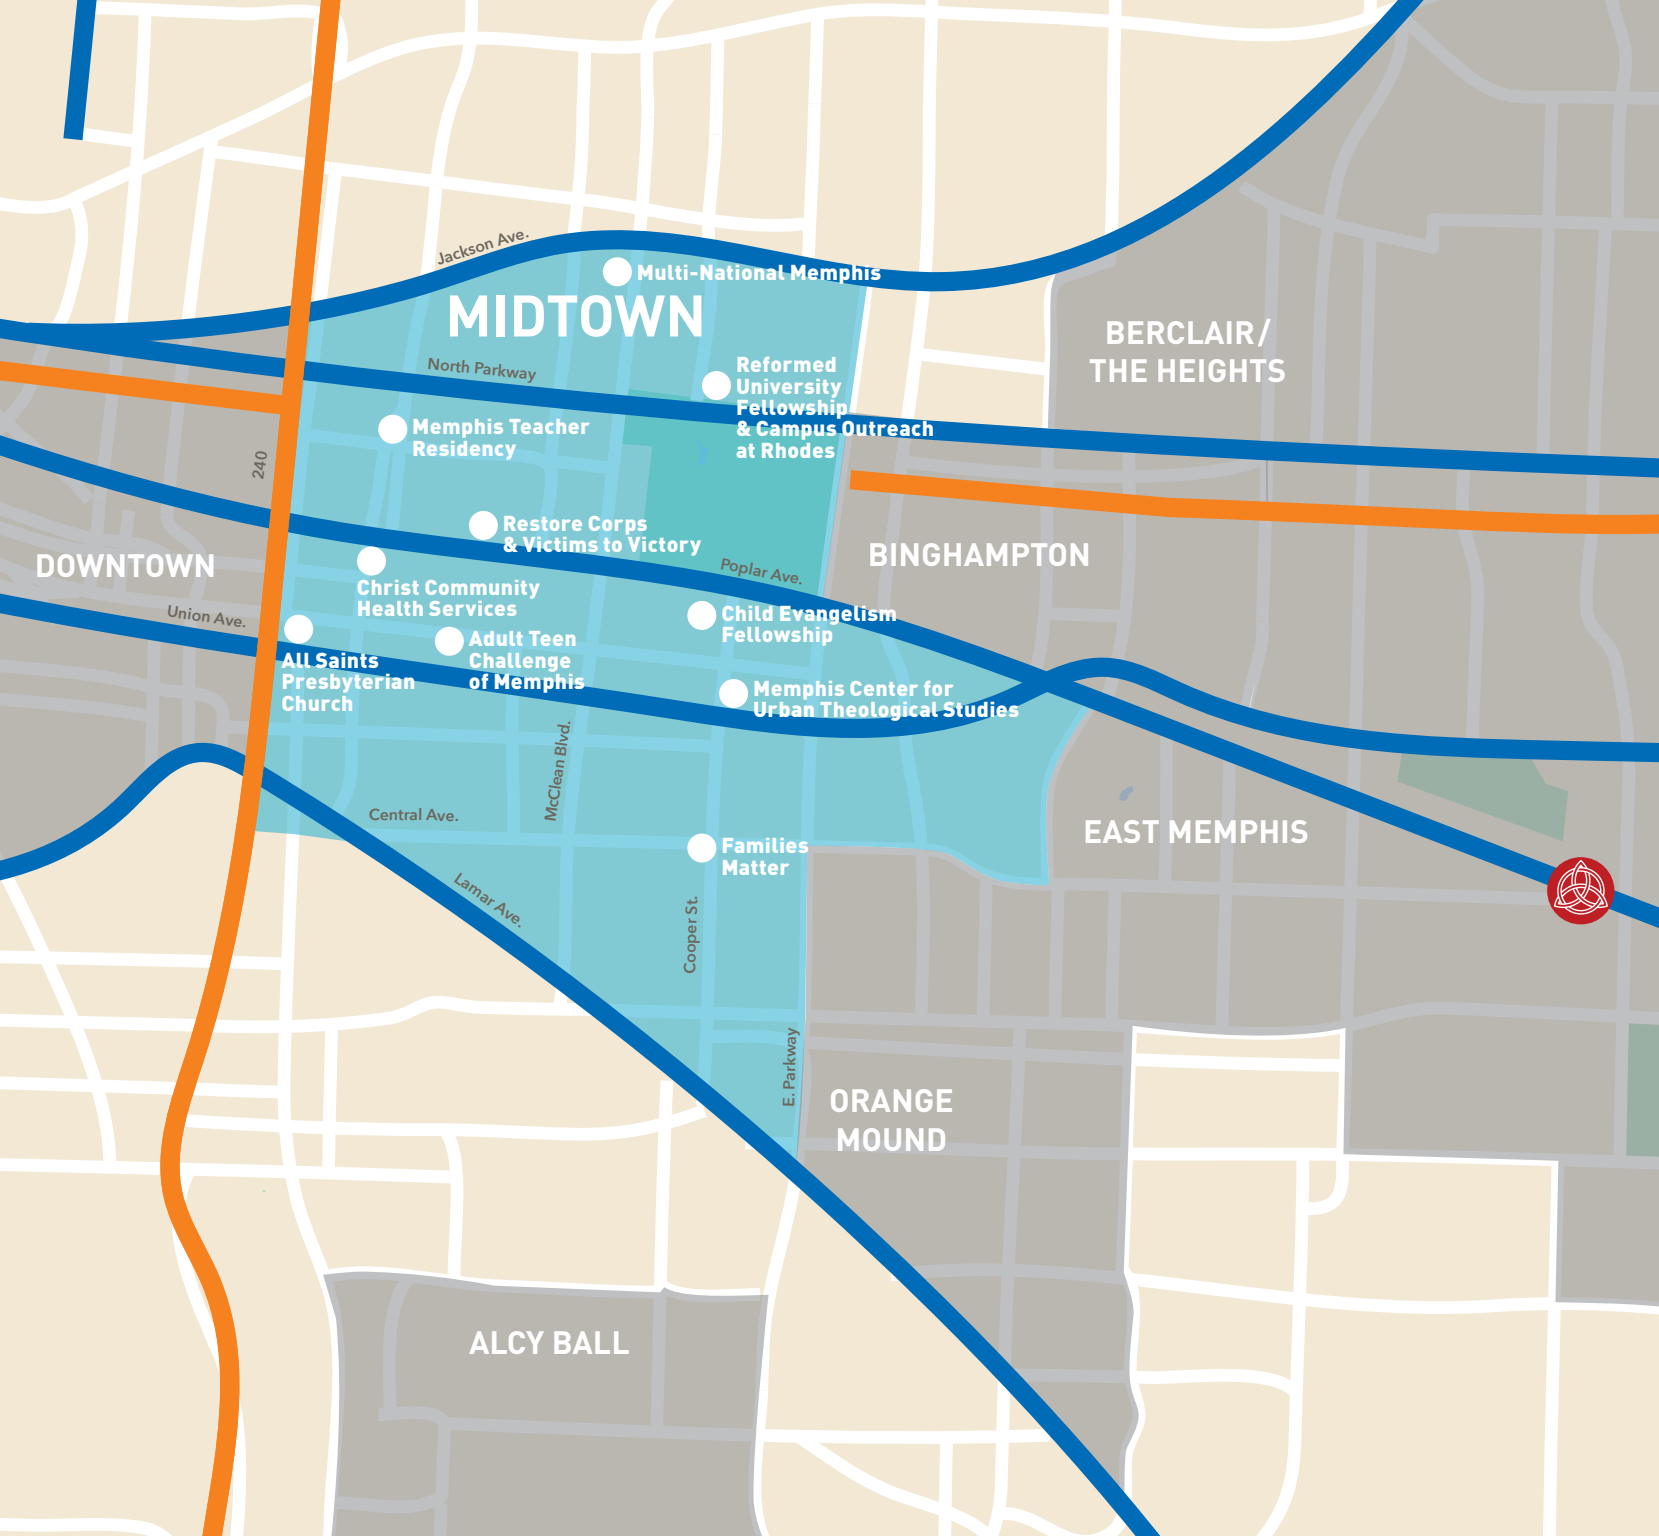 Jackson Ave.
Multi-National Memphis
MIDTOWN
BERCLAIR/
THE HEIGHTS
North Parkway
Reformed
University
Fellowship
& Campus Outreach
at Rhodes
Memphis Teacher
Residency
240
Restore Corps
& Victims to Victory
DOWNTOWN
BINGHAMPTON
Poplar Ave.
Christ Community
Health Services
Union Ave.
Child Evangelism
Fellowship
Adult Teen
Challenge
of Memphis
All Saints
Presbyterian
Church
Memphis Center for
Urban Theological Studies
McClean Blvd.
Central Ave.
EAST MEMPHIS
Families
Matter
Lamar Ave.
Cooper St.
E. Parkway
ORANGE
MOUND
ALCY BALL